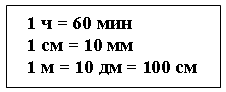 1 ч = 60 мин
1 см = 10 мм
1 м = 10 дм = 100 см